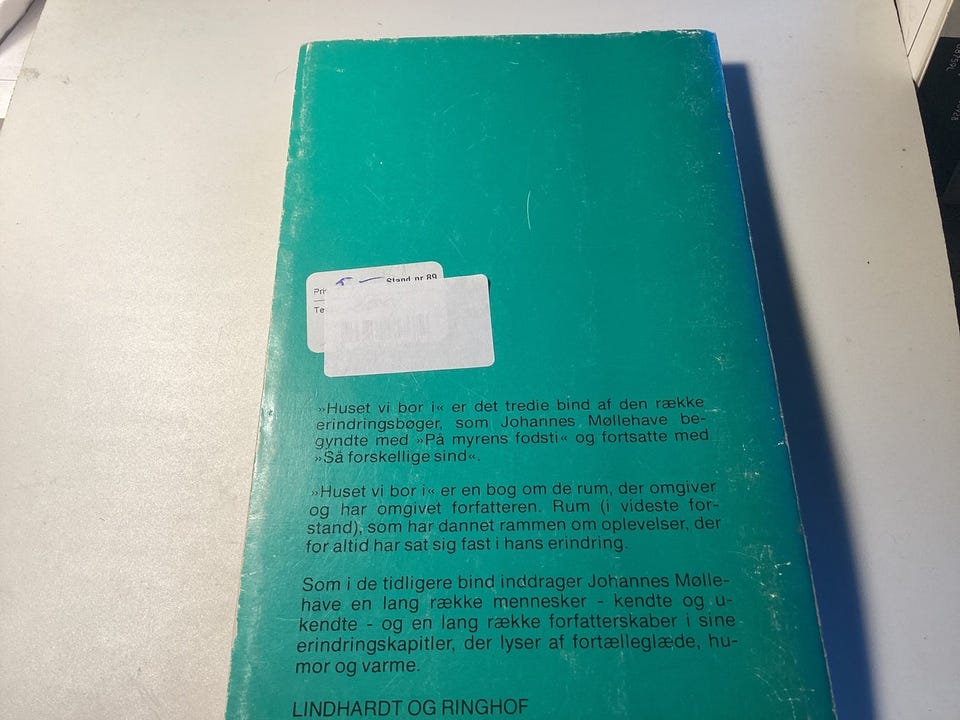 Stand nr 89
Pri
Te
»Huset vi bor i« er det tredie bind af den række
erindringsbøger, som Johannes Møllehave be-
gyndte med »På myrens fodsti« og fortsatte med
»Så forskellige sind«.
»Huset vi bor i« er en bog om de rum, der omgiver
og har omgivet forfatteren. Rum (i videste for-
stand), som har dannet rammen om oplevelser, der
for altid har sat sig fast i hans erindring.
Som i de tidligere bind inddrager Johannes Mølle-
have en lang række mennesker - kendte og u-
kendte - og en lang række forfatterskaber i sine
erindringskapitler, der lyser af fortælleglæde, hu-
mor og varme.
LINDHARDT OG RINGHOF